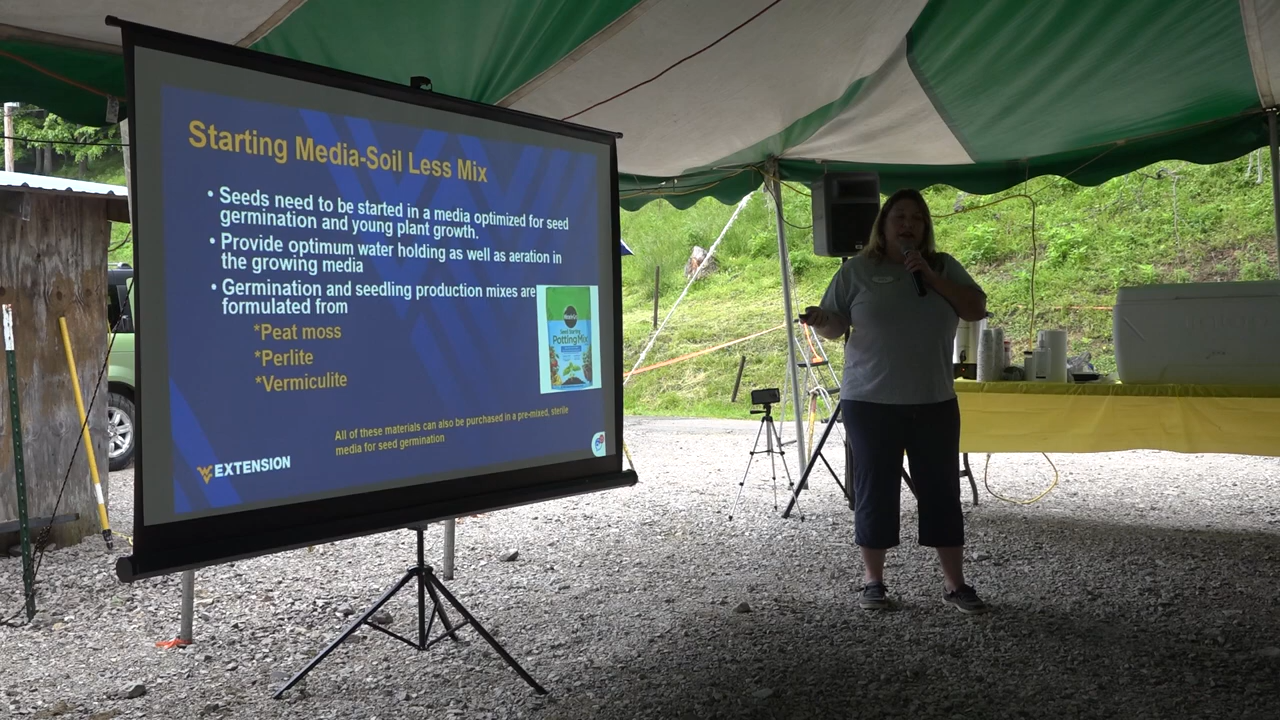 Starting Media-Soil Less Mix
• Seeds need to be started in a media optimized for seed
germination and young plant growth.
• Provide optimum water holding as well as aeration in
the growing media
• Germination and seedling production mixes are
formulated from
*Peat moss
*Perlite
*Vermiculite
Seed Starting
Potting Mix
All of these materials can also be purchased in a pre-mixed, sterile
media for seed germination
EXTENSION